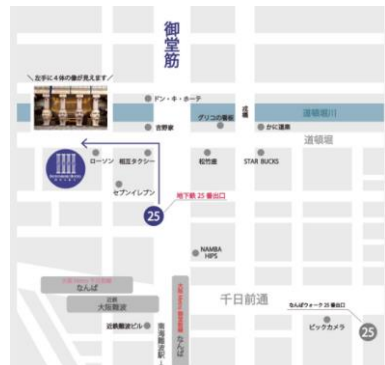 御堂筋
＼ 左手に４体の像が見えます ／
ドン・キ・ホーテ
グリコの看板
戎橋
道頓堀川
吉野家
かに道楽
道頓堀
ローソン
相互タクシー
松竹座
STAR BUCKS
セブンイレブン
地下鉄 25 番出口
25
NAMBA
HIPS
なんば
近鉄
大阪難波
千日前通
なんばウォーク 25 番出口
近鉄難波ビル
なんば
ビックカメラ
25